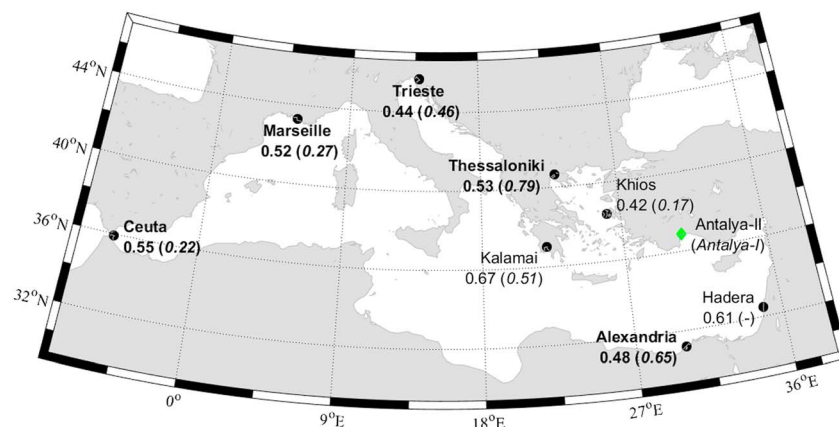 44°N
40°N
36°N
32°N
Trieste
0.44 (0.46)
Marseille
0.52 (0.27)
Thessaloniki
0.53 (0.79)
Khios
0.42 (0.17)
Ceuta
0.55 (0.22)
Antalya-II
(Antalya-I)
Kalamai
0.67 (0.51)
Hadera
0.61 (-)
Alexandria
0.48 (0.65)
0°
9°E
18°E
27°E
36°E